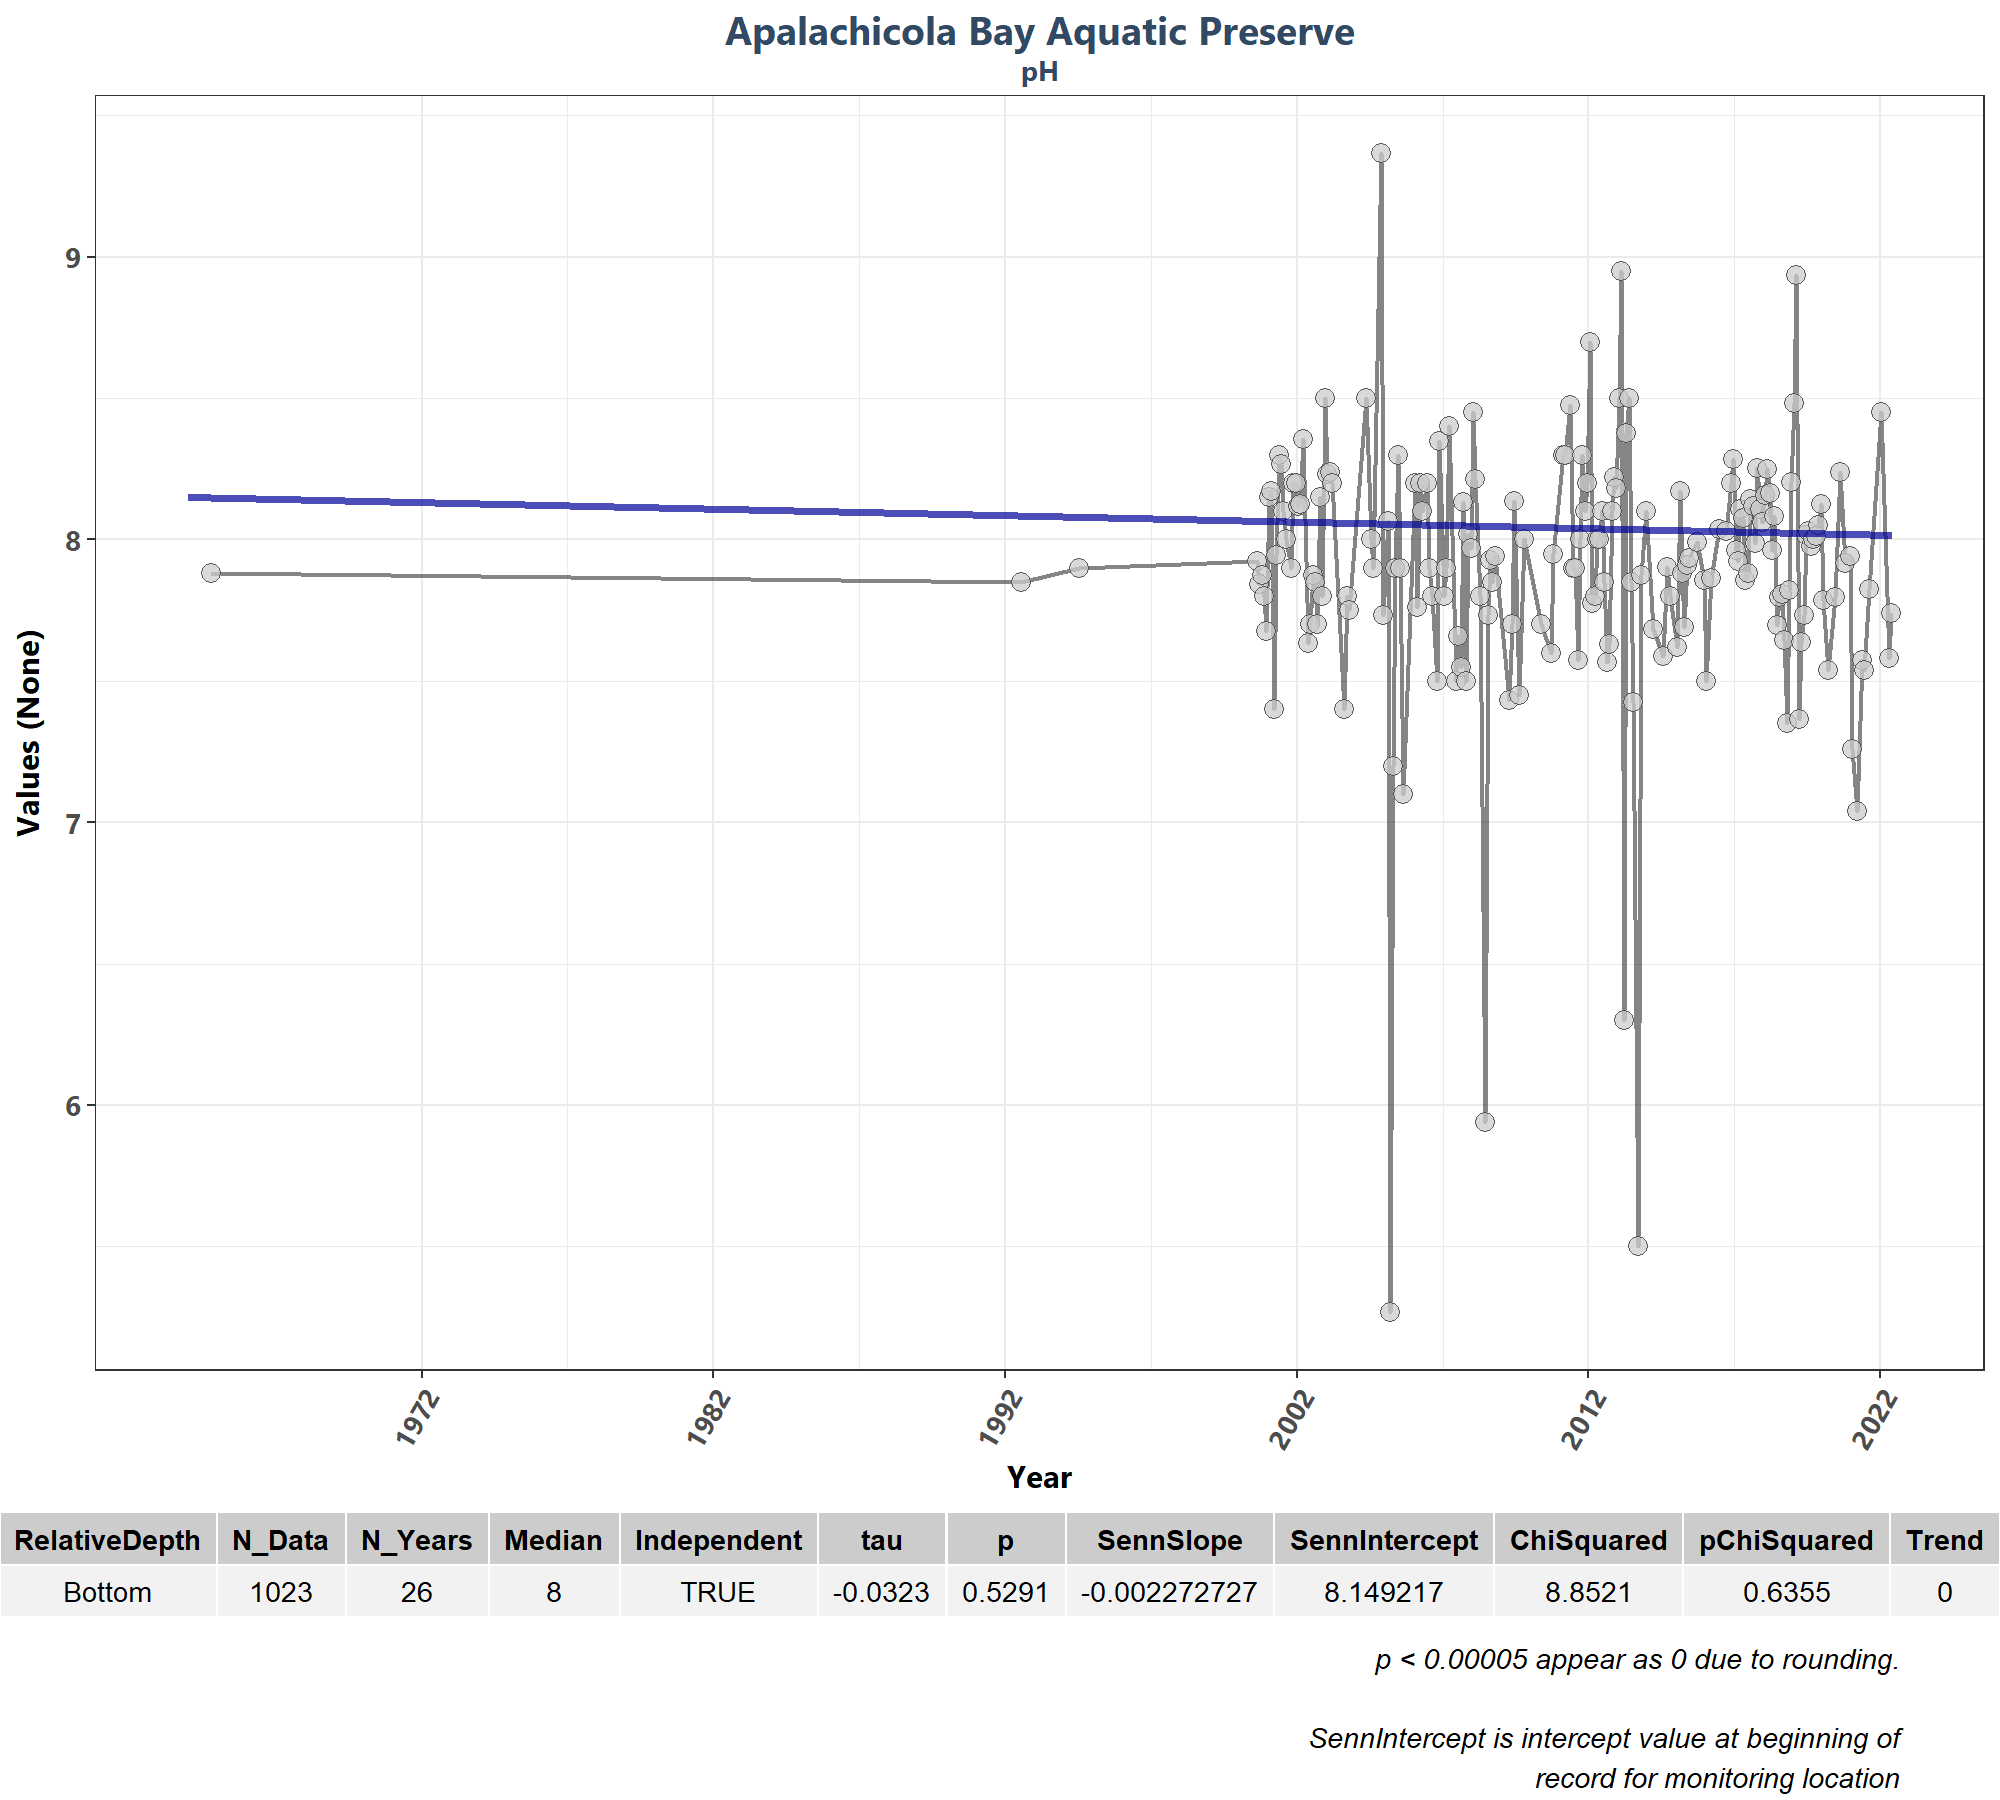 Apalachicola Bay Aquatic Preserve
pH
9
8
7
6
Values (None)
1972 1982 1992 2002 2012 2022
Year
RelativeDepth N_Data N_Years Median Independent tau p SennSlope SennIntercept ChiSquared pChiSquared Trend
Bottom 1023 26 8 TRUE -0.0323 0.5291 -0.002272727 8.149217 8.8521 0.6355 0
p < 0.00005 appear as 0 due to rounding.
SennIntercept is intercept value at beginning of
record for monitoring location